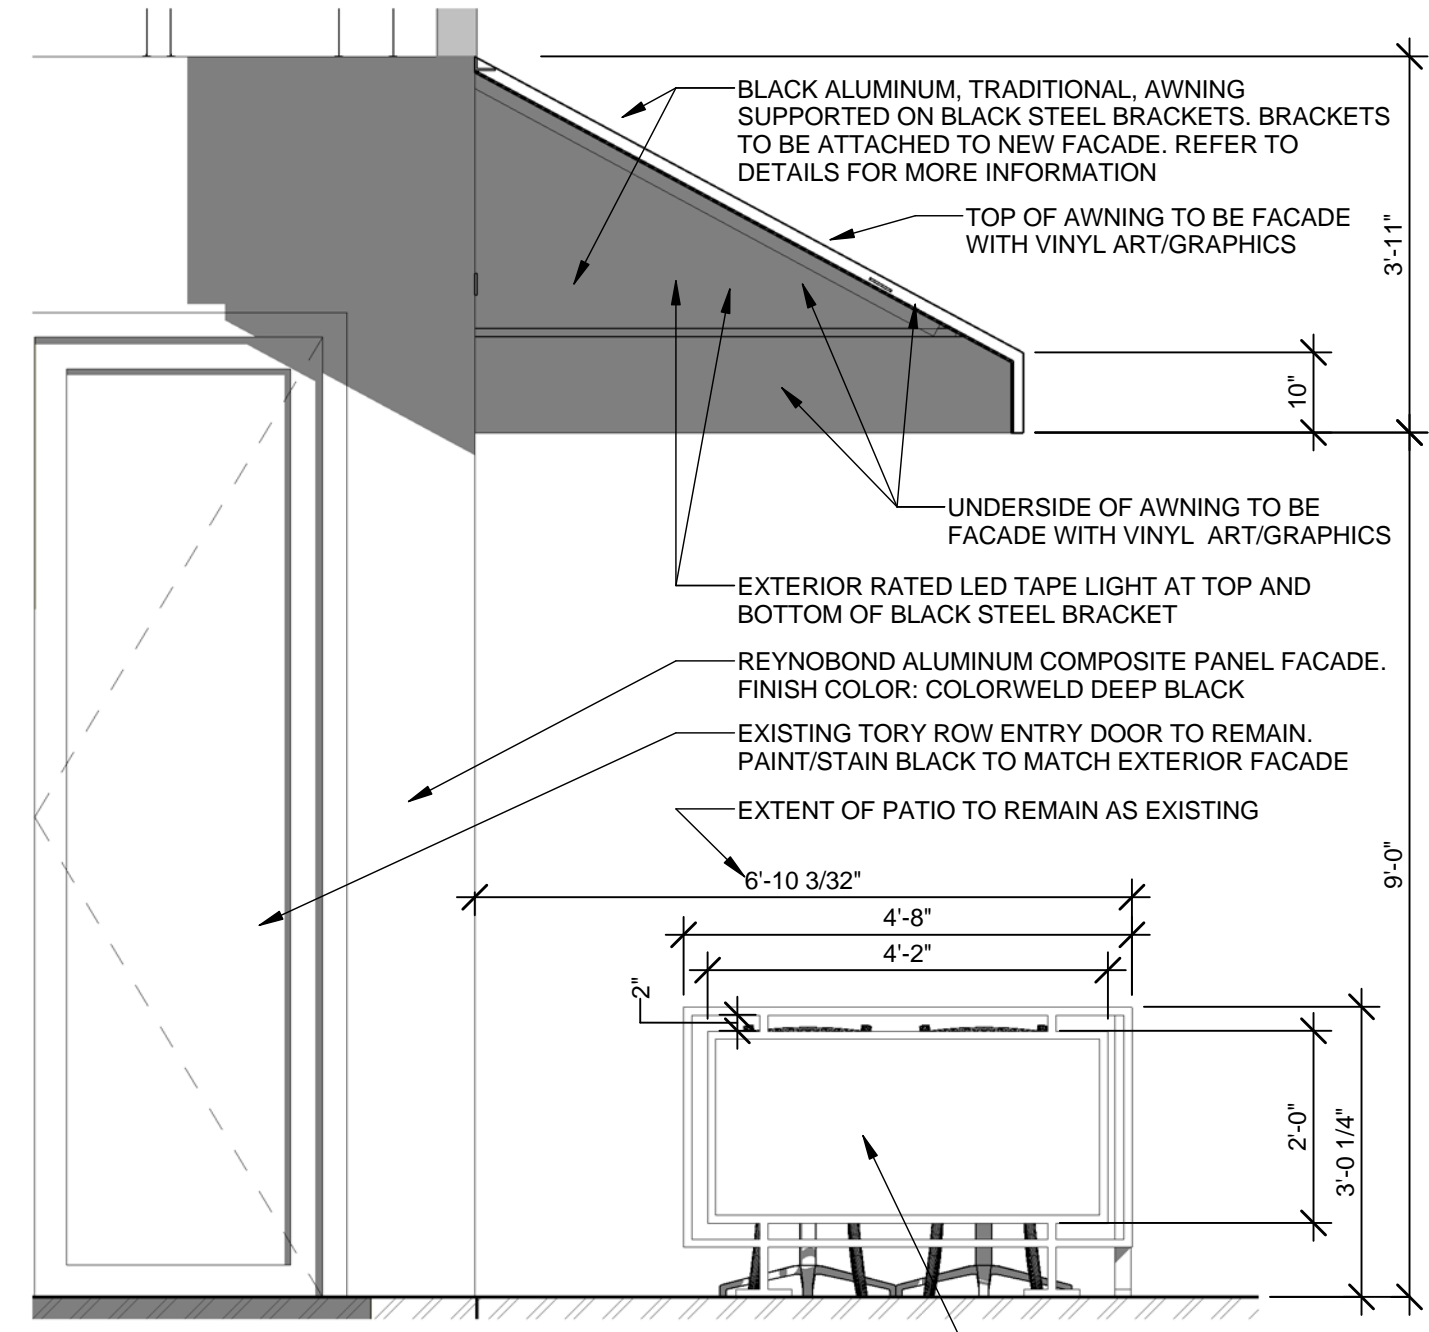 BLACK ALUMINUM, TRADITIONAL, AWNING
SUPPORTED ON BLACK STEEL BRACKETS. BRACKETS
TO BE ATTACHED TO NEW FACADE. REFER TO
DETAILS FOR MORE INFORMATION
TOP OF AWNING TO BE FACADE
WITH VINYL ART/GRAPHICS
3'-11"
10"
UNDERSIDE OF AWNING TO BE
FACADE WITH VINYL ART/GRAPHICS
EXTERIOR RATED LED TAPE LIGHT AT TOP AND
BOTTOM OF BLACK STEEL BRACKET
REYNOBOND ALUMINUM COMPOSITE PANEL FACADE.
FINISH COLOR: COLORWELD DEEP BLACK
EXISTING TORY ROW ENTRY DOOR TO REMAIN.
PAINT/STAIN BLACK TO MATCH EXTERIOR FACADE
EXTENT OF PATIO TO REMAIN AS EXISTING
9'-0"
6'-10 3/32"
4'-8"
4'-2"
2"
2'-0"
3'-0 1/4"